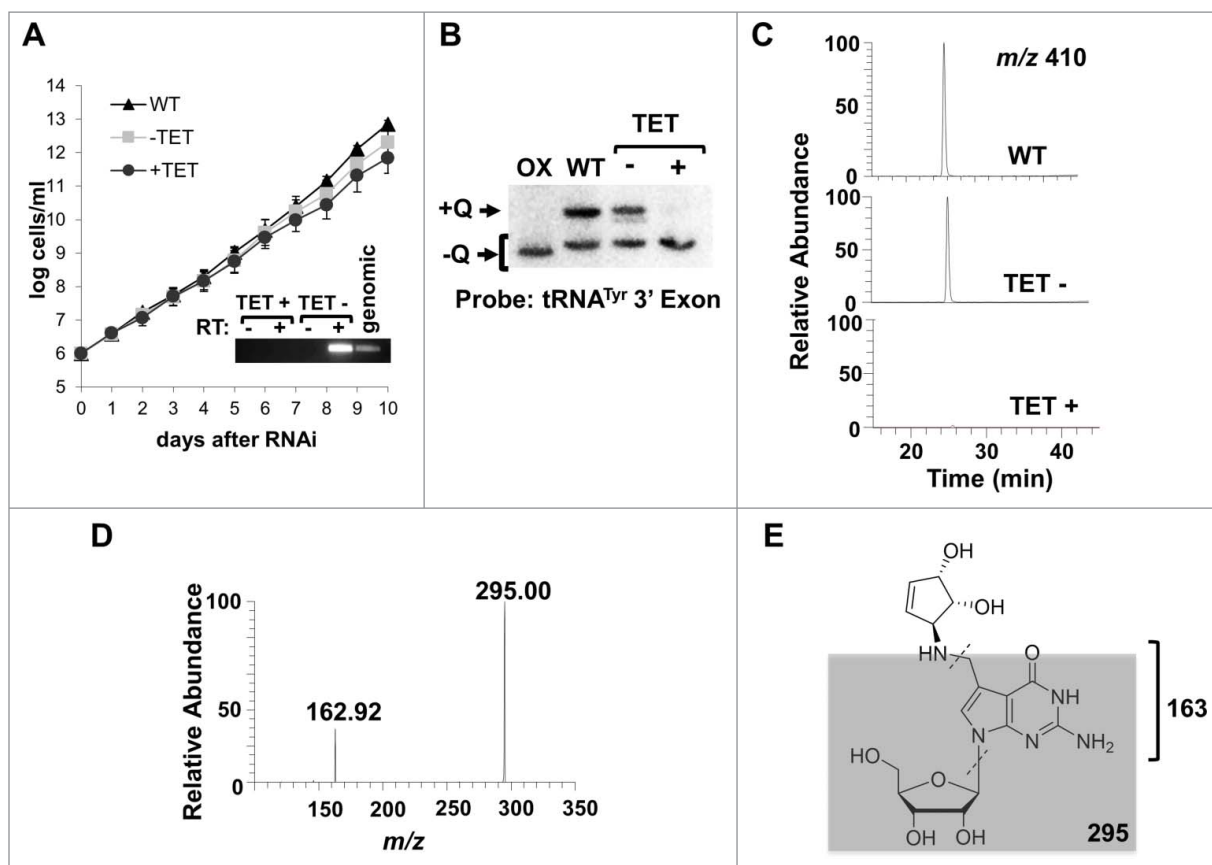 A
14
13
12
11
10
9
8
7
6
5
log cells/ml
WT
-TET
+TET
TET + TET - genomic
RT: - + - +
0 1 2 3 4 5 6 7 8 9 10
days after RNAi
B
TET
OX WT - +
+Q
-Q
Probe: tRNATyr 3' Exon
C
m/z 410
100
50
0
WT
100
50
0
TET -
100
50
0
TET +
Relative Abundance
20 30 40
Time (min)
D
Relative Abundance
100
50
0
295.00
162.92
150 200 250 300 350
m/z
E
OH
OH
HN
O
NH
N
N
NH2
HO
O
OH OH
163
295